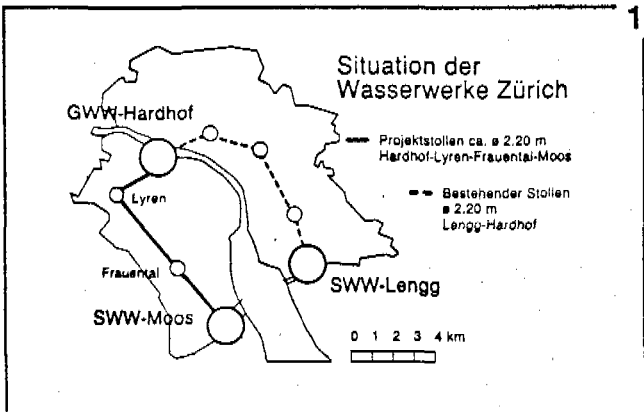 1
Situation der
Wasserwerke Zürich
GWW-Hardhof
Projektstollen ca. ø 2.20 m
Hardhof-Lyren-Frauental-Moos
Lyren
Bestehender Stollen
ø 2.20 m
Lengg-Hardhof
Frauental
SWW-Lengg
SWW-Moos
0 1 2 3 4 km